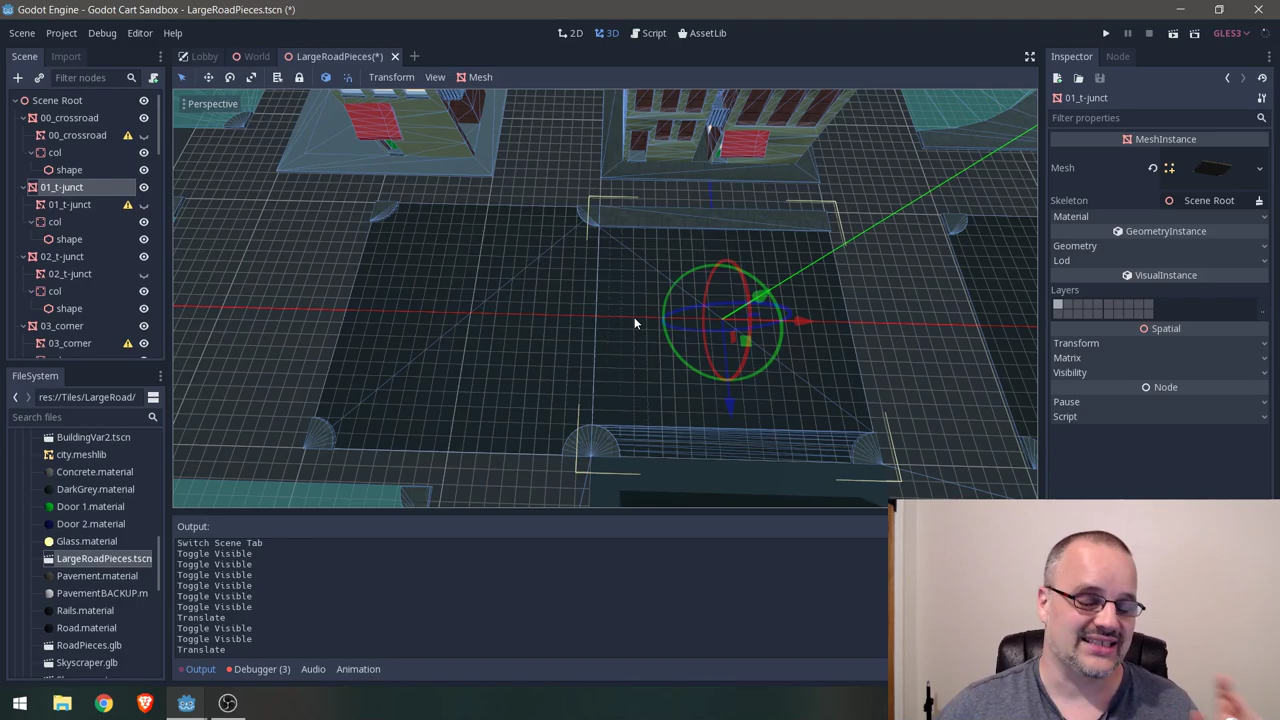 Godot Engine - Godot Cart Sandbox - LargeRoadPieces.tscn (*)
Scene Project Debug Editor Help
2D 3D Script AssetLib
GLES3
Scene Import
Lobby World LargeRoadPieces(*)
Inspector Node
Filter nodes
Transform View Mesh
Perspective
01_t-junct
Filter properties
Scene Root
00_crossroad
00_crossroad
col
shape
01_t-junct
01_t-junct
col
shape
02_t-junct
02_t-junct
col
shape
03_corner
03_corner
MeshInstance
Mesh
Skeleton Scene Root
Material
GeometryInstance
Geometry
Lod
VisualInstance
Layers
Spatial
Transform
Matrix
Visibility
Node
Pause
Script
FileSystem
res://Tiles/LargeRoad/
Search files
BuildingVar2.tscn
city.meshlib
Concrete.material
DarkGrey.material
Door 1.material
Door 2.material
Glass.material
LargeRoadPieces.tscn
Pavement.material
PavementBACKUP.m
Rails.material
Road.material
RoadPieces.glb
Skyscraper.glb
Output:
Switch Scene Tab
Toggle Visible
Toggle Visible
Toggle Visible
Toggle Visible
Toggle Visible
Toggle Visible
Translate
Toggle Visible
Toggle Visible
Translate
Output Debugger (3) Audio Animation